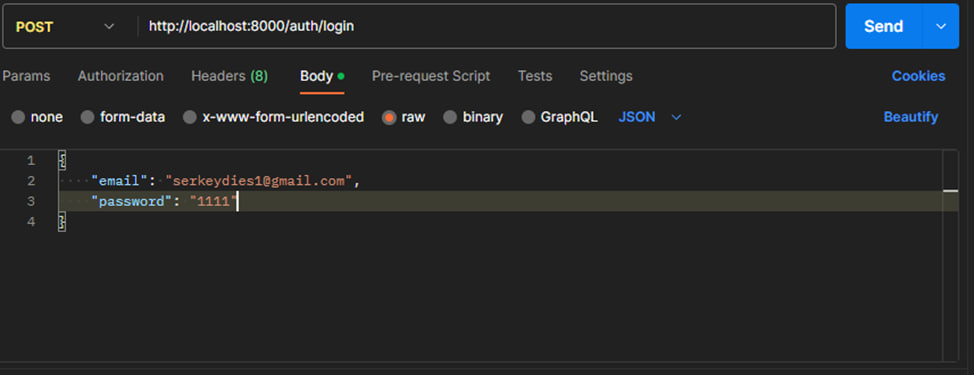 POST http://localhost:8000/auth/login Send
Params Authorization Headers (8) Body Pre-request Script Tests Settings Cookies
none form-data x-www-form-urlencoded raw binary GraphQL JSON Beautify
1 {
2 "email": "serkeydies1@gmail.com",
3 "password": "1111"
4 }